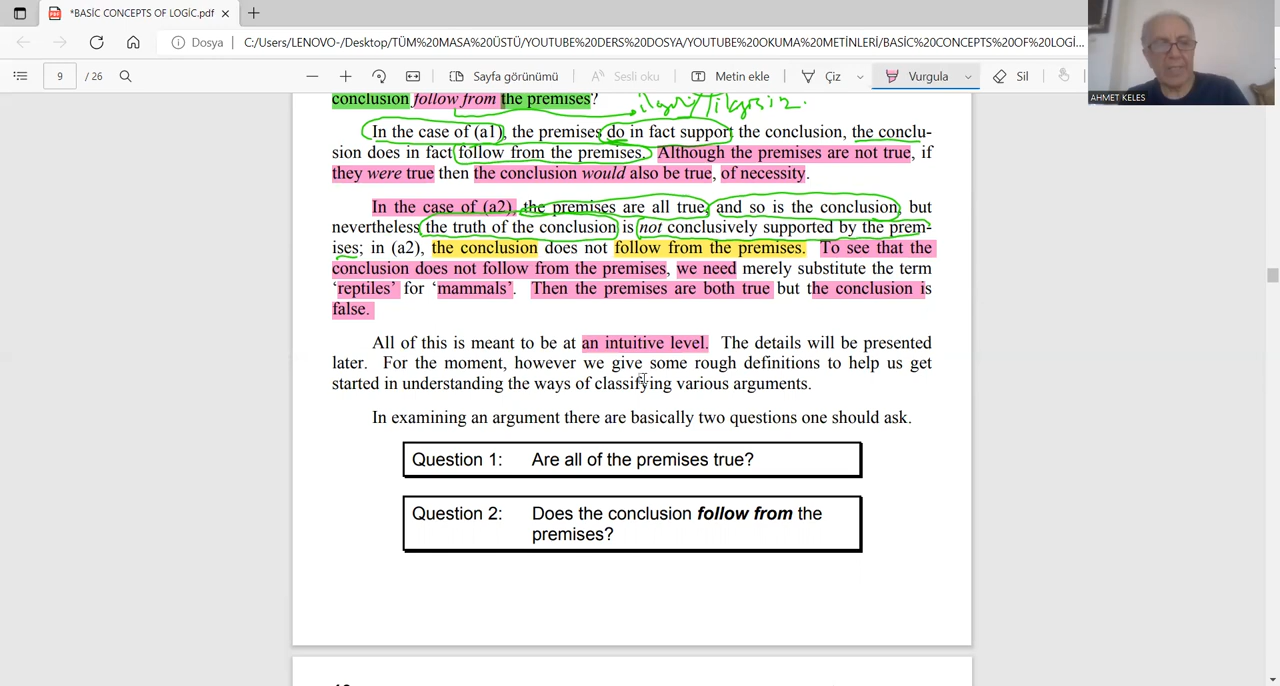 *BASİC CONCEPTS OF LOGİC.pdf
Dosya C:/Users/LENOVO-/Desktop/TÜM%20MASA%20ÜSTÜ/YOUTUBE%20DERS%20DOSYA/YOUTUBE%20OKUMA%20METİNLERİ/BASİC%20CONCEPTS%20OF%20LOGİ...
9 / 26 Sayfa görünümü Sesli oku Metin ekle Çiz Vurgula Sil
AHMET KELES
conclusion follow from the premises?
In the case of (a1), the premises do in fact support the conclusion, the conclu-
sion does in fact follow from the premises. Although the premises are not true, if
they were true then the conclusion would also be true, of necessity.
In the case of (a2), the premises are all true, and so is the conclusion, but
nevertheless the truth of the conclusion is not conclusively supported by the prem-
ises; in (a2), the conclusion does not follow from the premises. To see that the
conclusion does not follow from the premises, we need merely substitute the term
‘reptiles’ for ‘mammals’. Then the premises are both true but the conclusion is
false.
All of this is meant to be at an intuitive level. The details will be presented
later. For the moment, however we give some rough definitions to help us get
started in understanding the ways of classifying various arguments.
In examining an argument there are basically two questions one should ask.
Question 1: Are all of the premises true?
Question 2: Does the conclusion follow from the
premises?